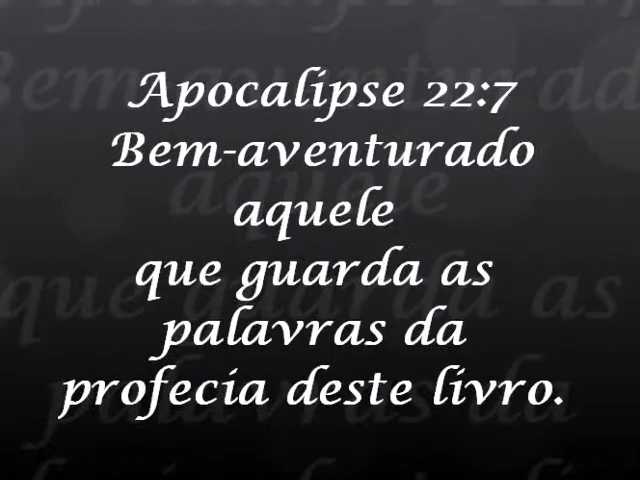 Apocalipse 22:7
Bem-aventurado
aquele
que guarda as
palavras da
profecia deste livro.